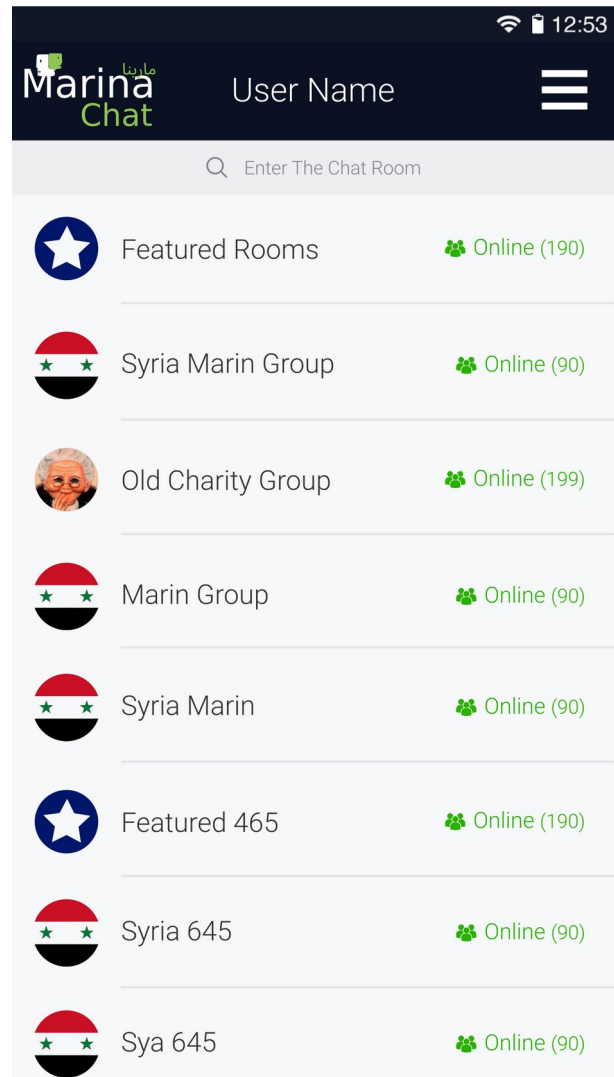 12:53
مارينا
Marina
Chat
User Name
Enter The Chat Room
Featured Rooms Online (190)
Syria Marin Group Online (90)
Old Charity Group Online (199)
Marin Group Online (90)
Syria Marin Online (90)
Featured 465 Online (190)
Syria 645 Online (90)
Sya 645 Online (90)